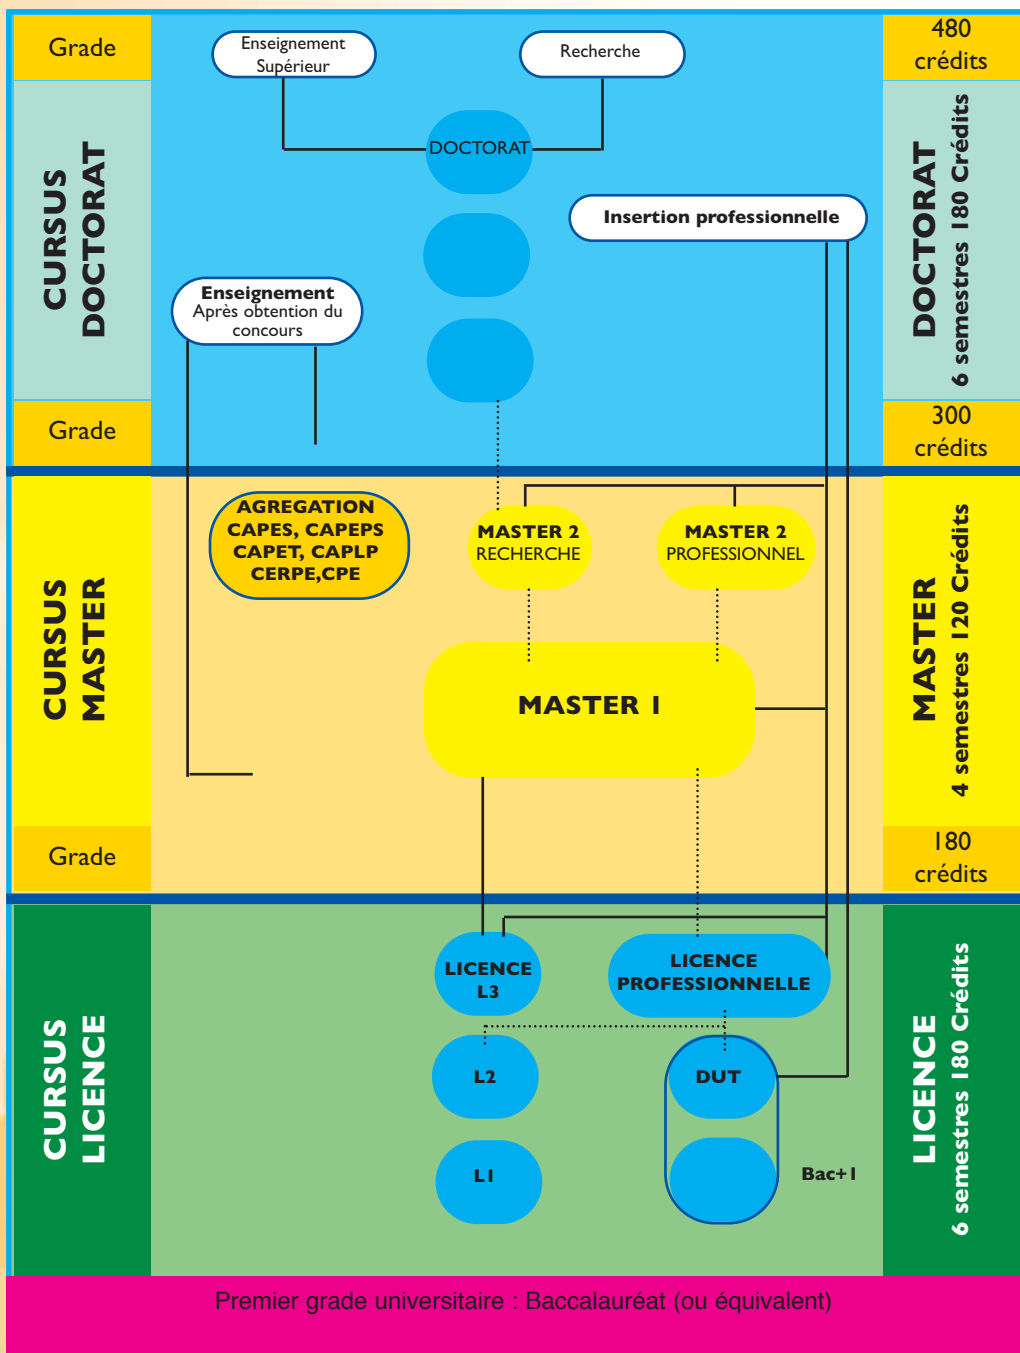 Grade
Enseignement
Supérieur
Recherche
480
crédits
CURSUS
DOCTORAT
DOCTORAT
DOCTORAT
6 semestres 180 Crédits
Insertion professionnelle
Enseignement
Après obtention du
concours
Grade
300
crédits
CURSUS
MASTER
AGREGATION
CAPES, CAPEPS
CAPET, CAPLP
CERPE,CPE
MASTER 2
RECHERCHE
MASTER 2
PROFESSIONNEL
MASTER 1
MASTER
4 semestres 120 Crédits
Grade
180
crédits
CURSUS
LICENCE
LICENCE
L3
LICENCE
PROFESSIONNELLE
L2
DUT
L1
Bac+1
LICENCE
6 semestres 180 Crédits
Premier grade universitaire : Baccalauréat (ou équivalent)